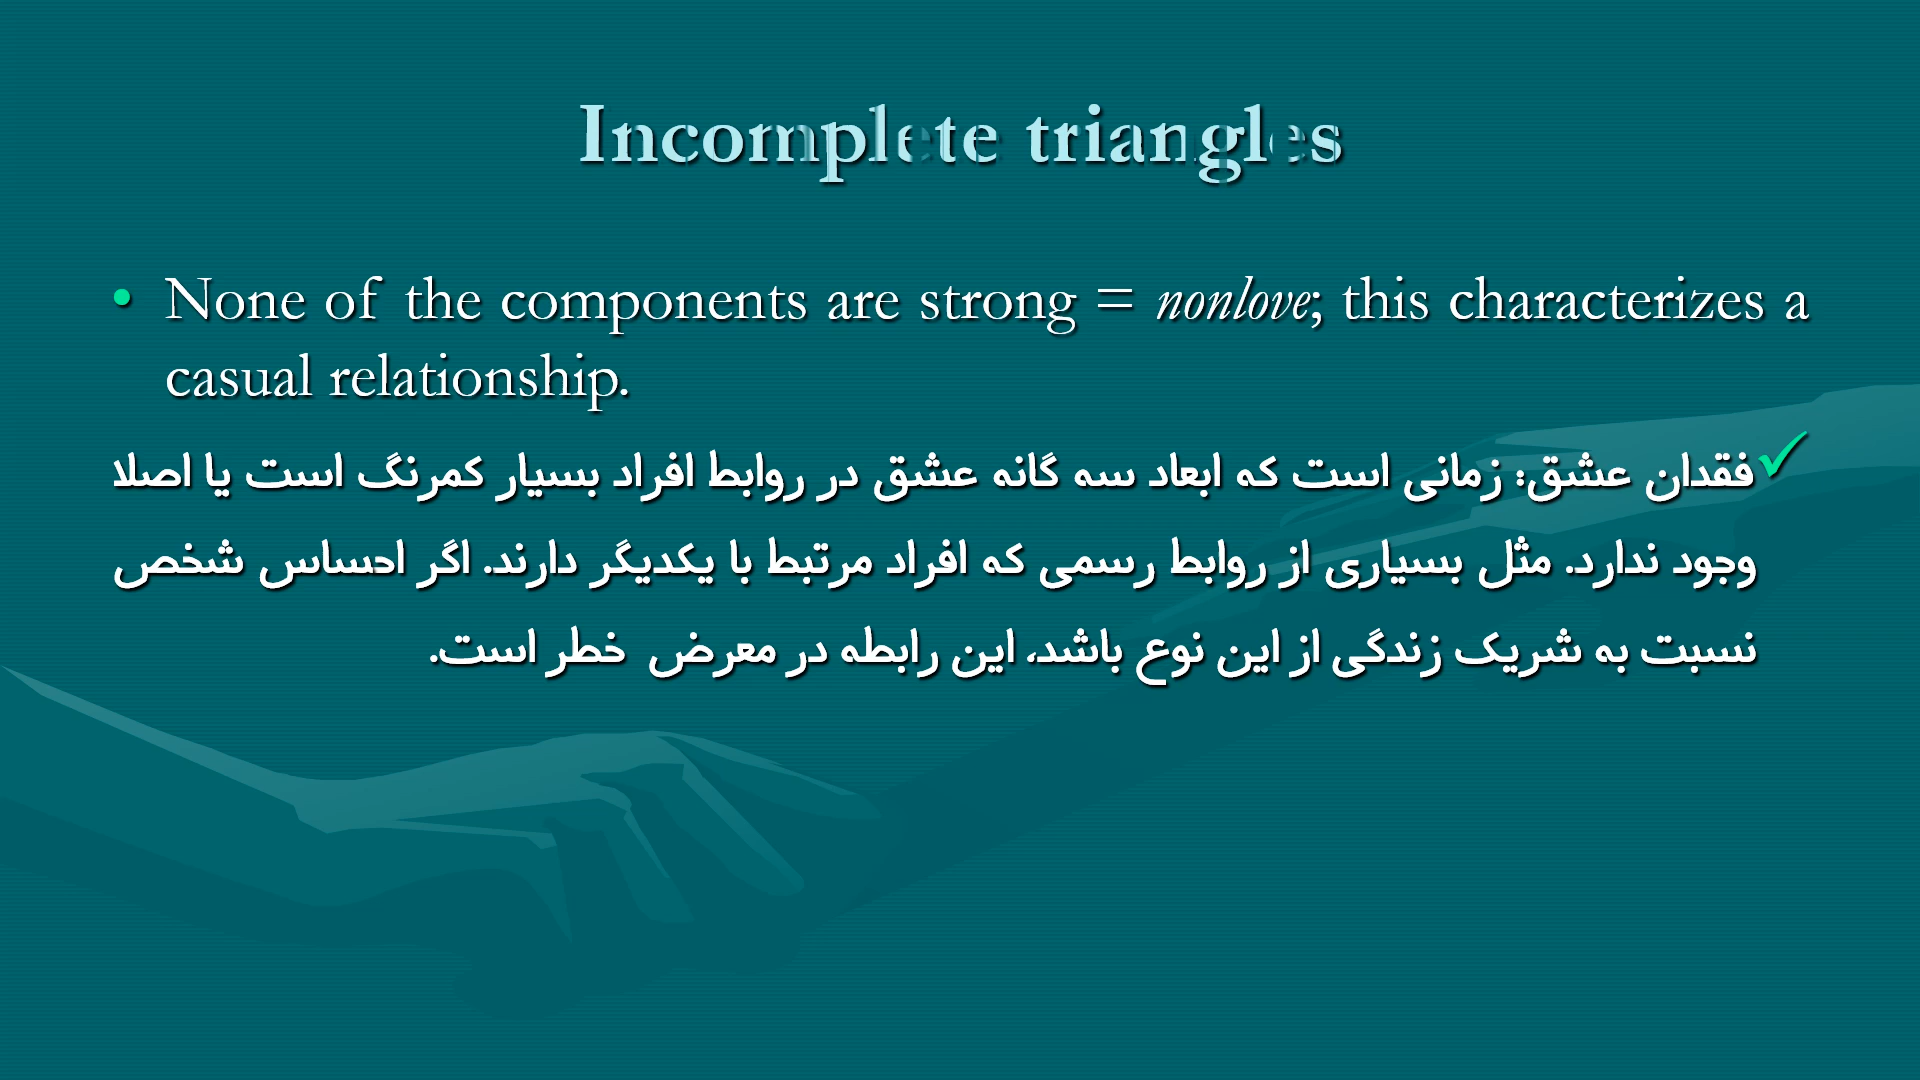 Incomplete triangles
• None of the components are strong = nonlove; this characterizes a
casual relationship.
✓ فقدان عشق: زمانی است که ابعاد سه گانه عشق در روابط افراد بسیار کمرنگ است یا اصلا
وجود ندارد. مثل بسیاری از روابط رسمی که افراد مرتبط با یکدیگر دارند. اگر احساس شخص
نسبت به شریک زندگی از این نوع باشد، این رابطه در معرض خطر است.